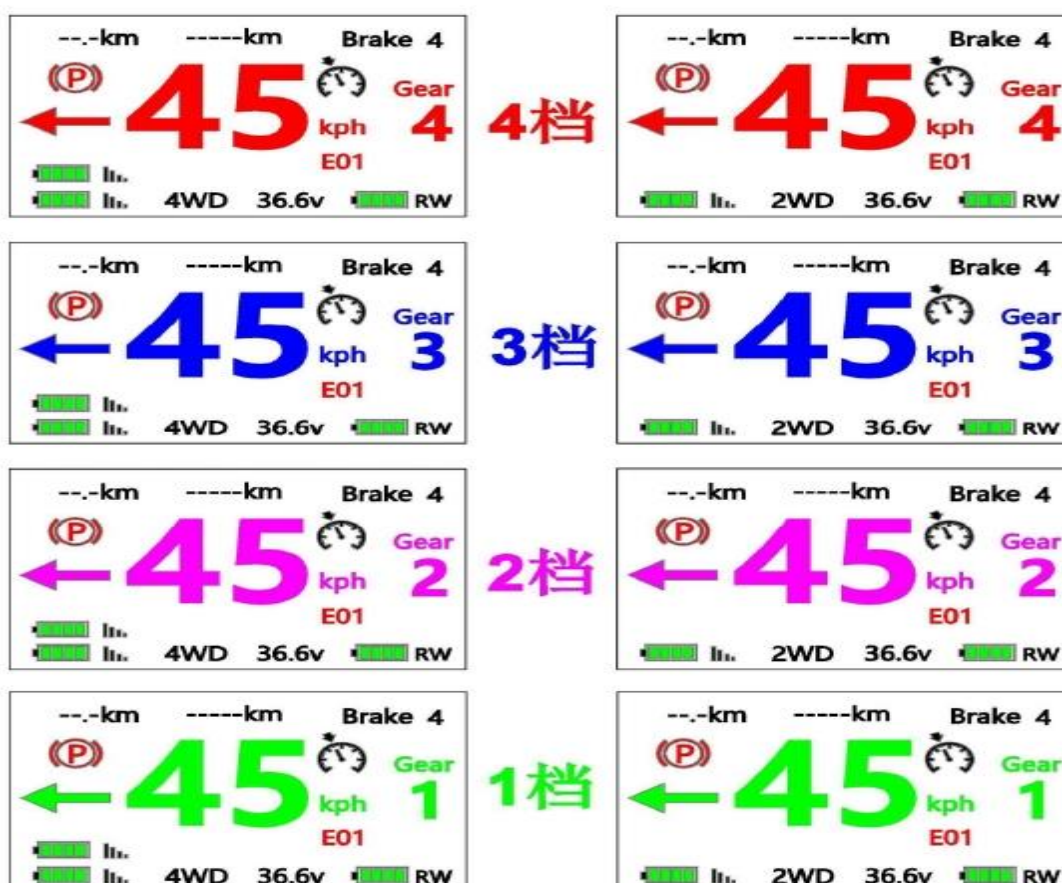 --.-km -----km Brake 4
P 45 Gear
kph 4
E01
4WD 36.6v RW
4档
--.-km -----km Brake 4
P 45 Gear
kph 4
E01
2WD 36.6v RW
--.-km -----km Brake 4
P 45 Gear
kph 3
E01
4WD 36.6v RW
3档
--.-km -----km Brake 4
P 45 Gear
kph 3
E01
2WD 36.6v RW
--.-km -----km Brake 4
P 45 Gear
kph 2
E01
4WD 36.6v RW
2档
--.-km -----km Brake 4
P 45 Gear
kph 2
E01
2WD 36.6v RW
--.-km -----km Brake 4
P 45 Gear
kph 1
E01
4WD 36.6v RW
1档
--.-km -----km Brake 4
P 45 Gear
kph 1
E01
2WD 36.6v RW